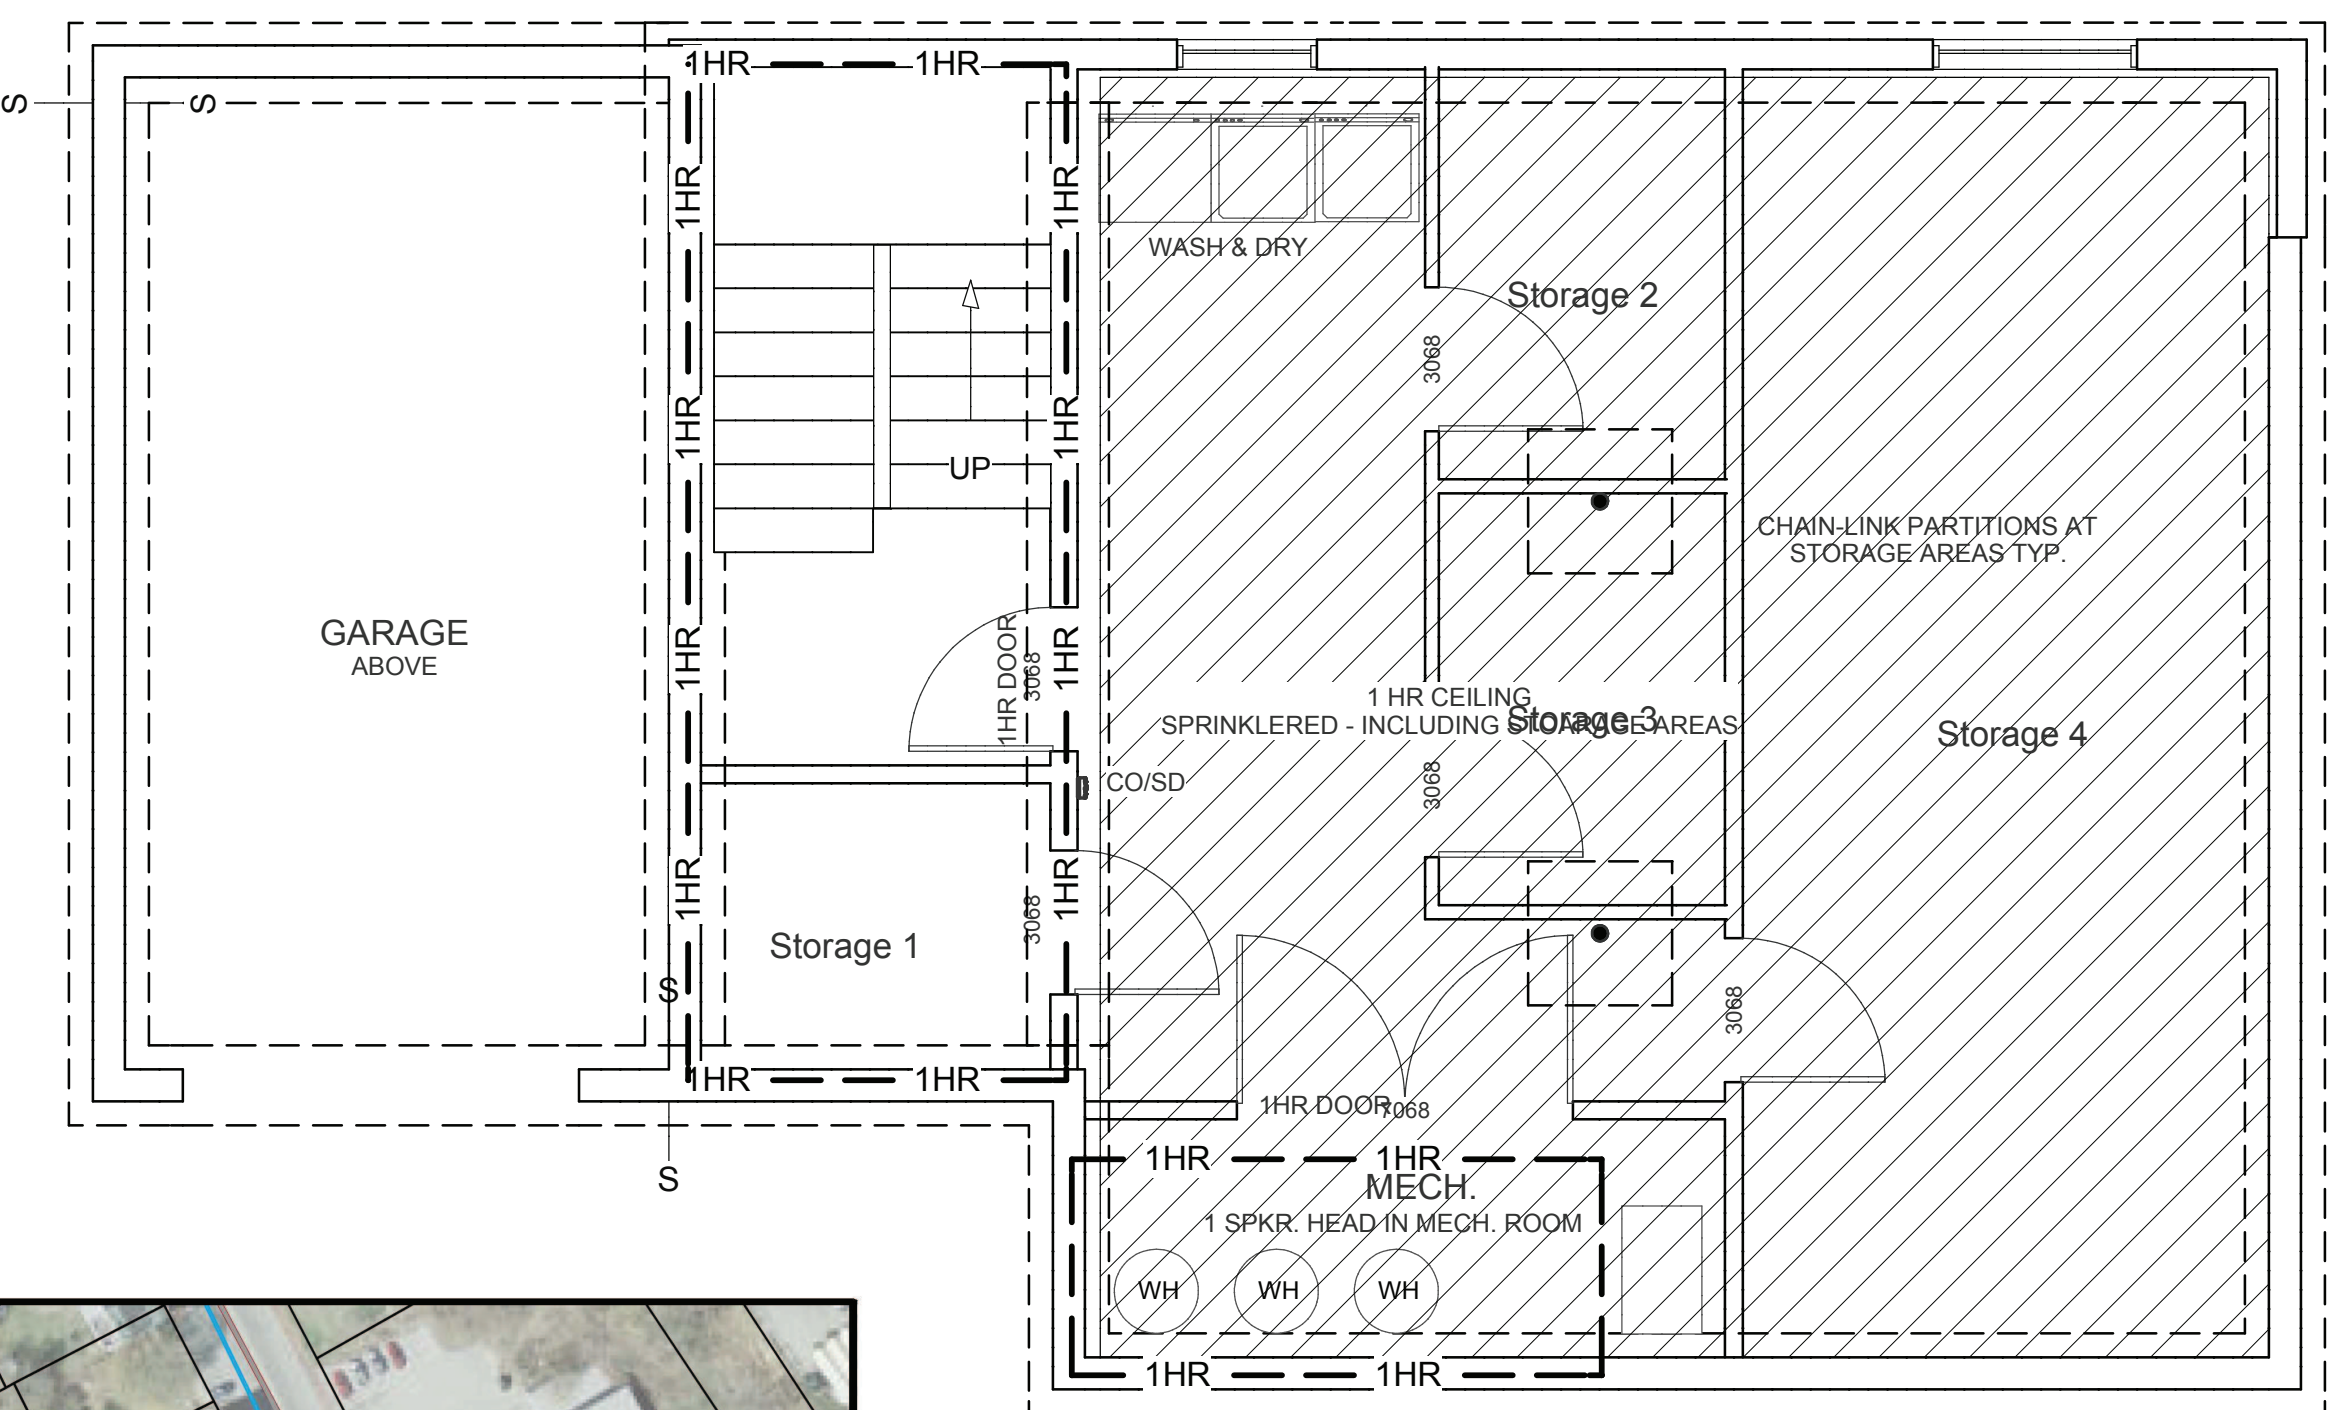 1HR 1HR
S S
1HR 1HR
WASH & DRY
Storage 2
3068
1HR 1HR
UP
CHAIN-LINK PARTITIONS AT
STORAGE AREAS TYP.
GARAGE
ABOVE
1HR
1HR DOOR
3068
1HR
1 HR CEILING
SPRINKLERED - INCLUDING STOARAGE AREAS
Storage 3
Storage 4
CO/SD
3068
1HR
3068
1HR
Storage 1
S
3068
1HR 1HR
1HR DOOR
7068
S
1HR 1HR
MECH.
1 SPKR. HEAD IN MECH. ROOM
WH WH WH
1HR 1HR